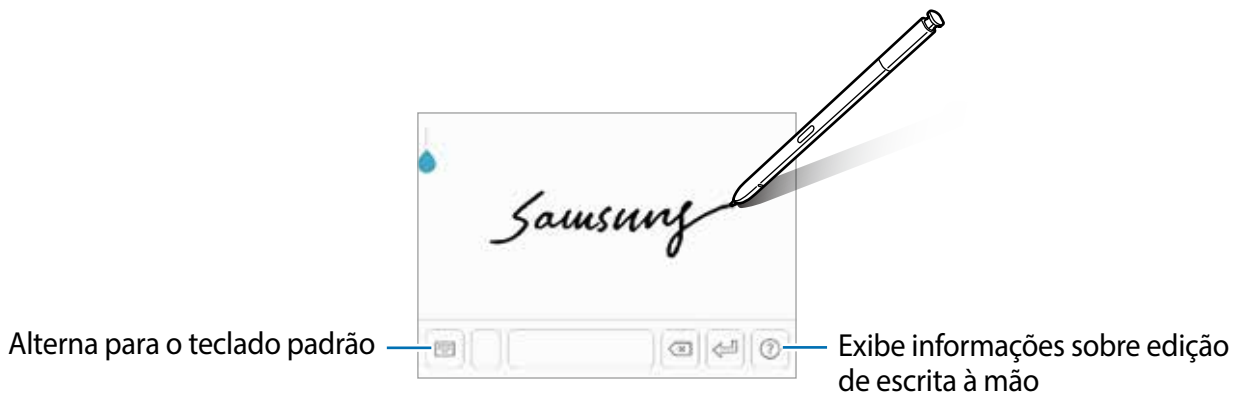 Samsung
Alterna para o teclado padrão
Exibe informações sobre edição
de escrita à mão